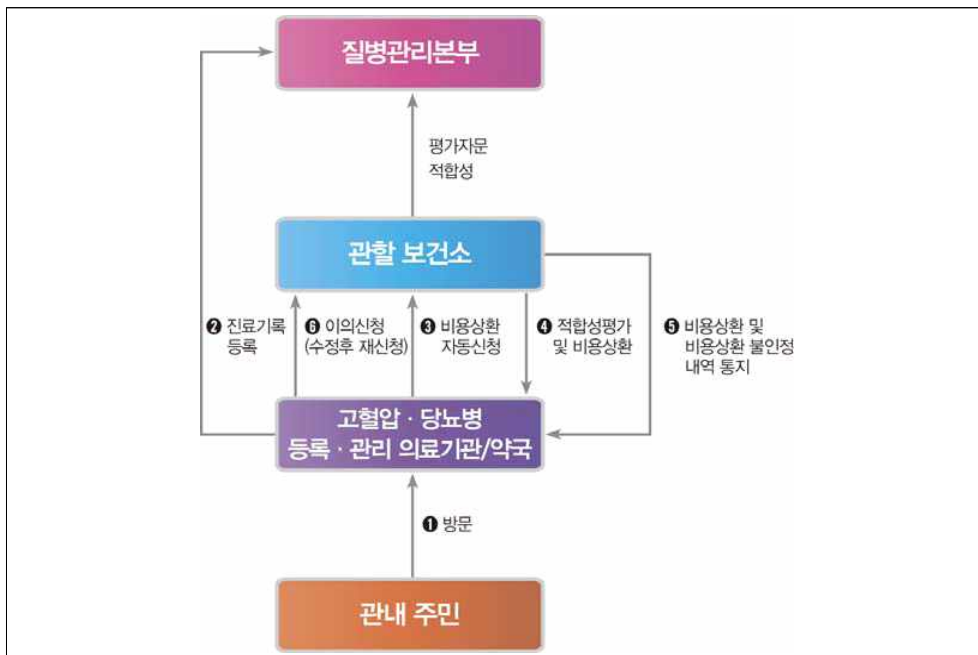 질병관리본부
평가자문
적합성
관할 보건소
❷ 진료기록
등록
❻ 이의신청
(수정후 재신청)
❸ 비용상환
자동신청
❹ 적합성평가
및 비용상환
❺ 비용상환 및
비용상환 불인정
내역 통지
고혈압 · 당뇨병
등록 · 관리 의료기관/약국
❶ 방문
관내 주민